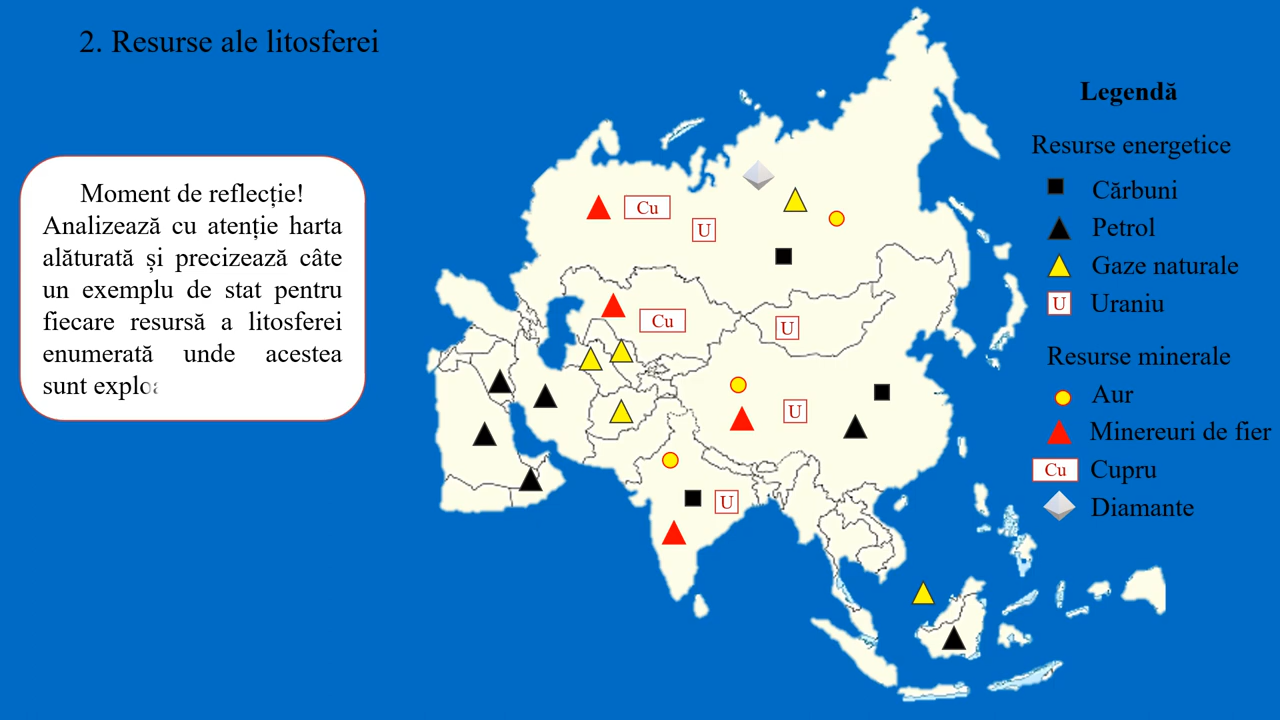 2. Resurse ale litosferei
Moment de reflecție!
Analizează cu atenție harta
alăturată și precizează câte
un exemplu de stat pentru
fiecare resursă a litosferei
enumerată unde acestea
sunt
Legendă
Resurse energetice
Cărbuni
Petrol
Gaze naturale
U Uraniu
Resurse minerale
Aur
Minereuri de fier
Cu Cupru
Diamante
Cu
U
Cu
U
U
U